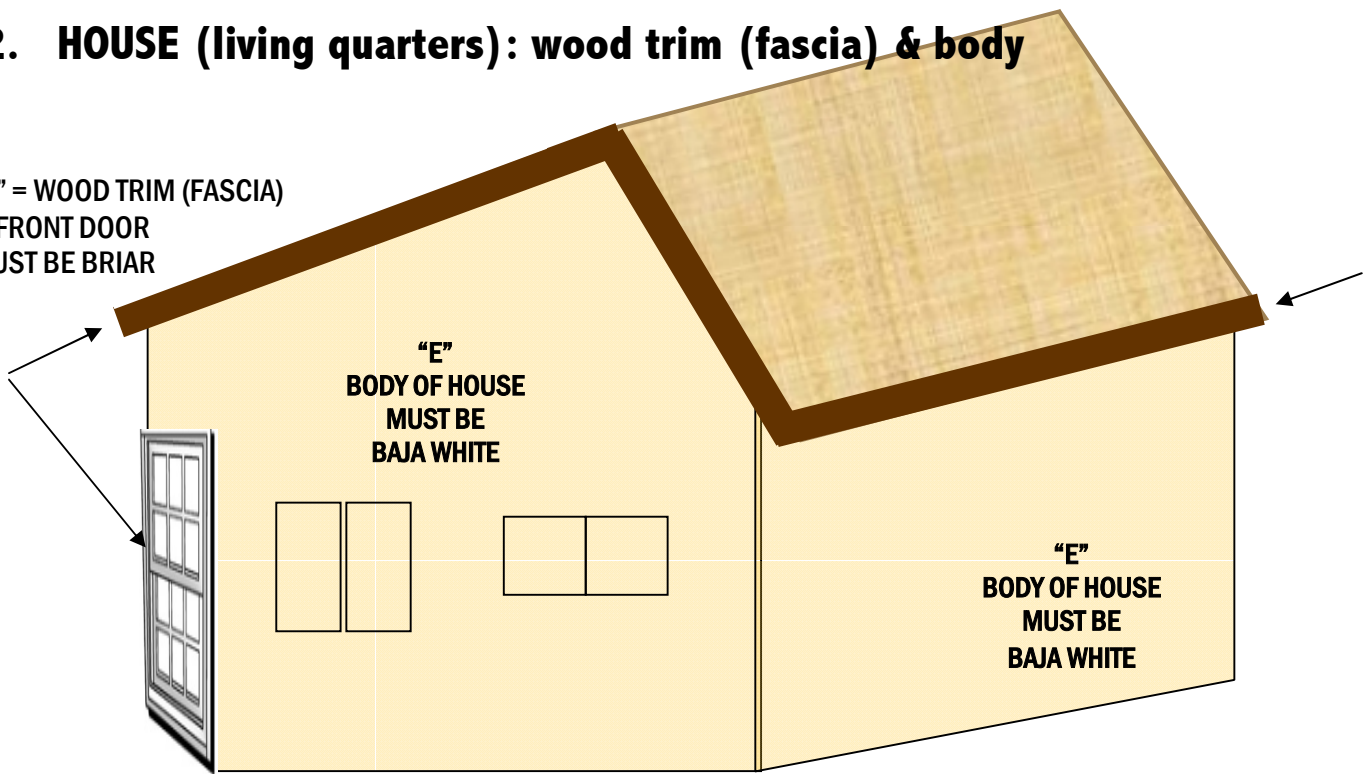 2. HOUSE (living quarters): wood trim (fascia) & body
” = WOOD TRIM (FASCIA)
FRONT DOOR
UST BE BRIAR
“E”
BODY OF HOUSE
MUST BE
BAJA WHITE
“E”
BODY OF HOUSE
MUST BE
BAJA WHITE